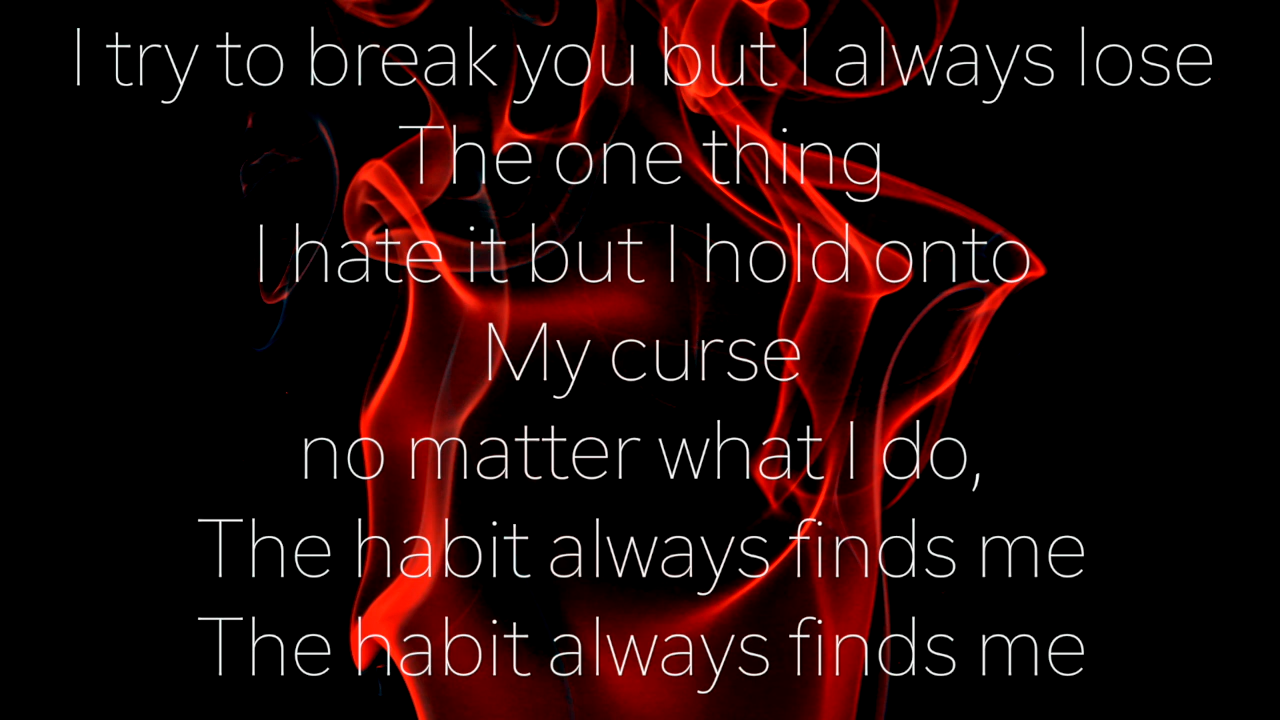 I try to break you but I always lose
The one thing
I hate it but I hold onto
My curse
no matter what I do,
The habit always finds me
The habit always finds me